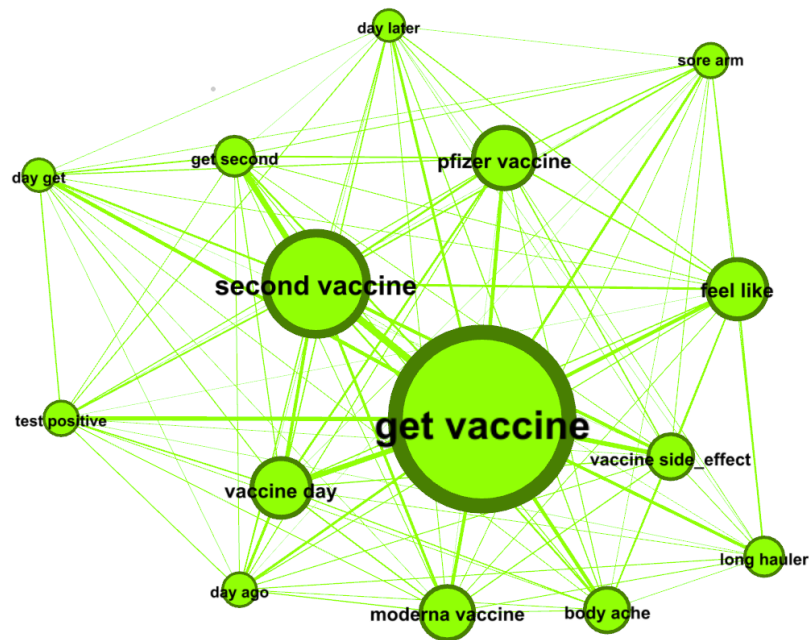 day later
sore arm
get second
pfizer vaccine
day get
second vaccine
feel like
test positive
get vaccine
vaccine side_effect
vaccine day
long hauler
day ago
moderna vaccine
body ache